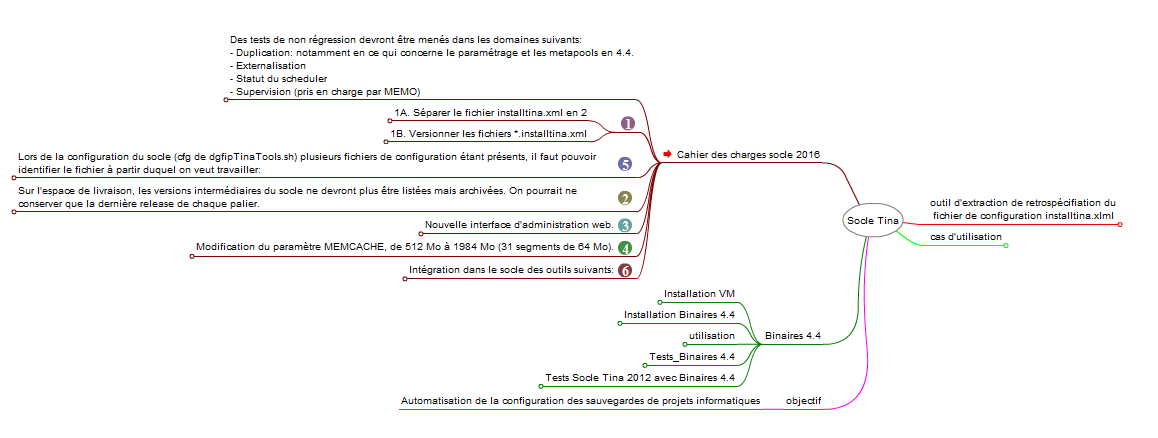 Des tests de non régression devront être menés dans les domaines suivants:
- Duplication: notamment en ce qui concerne le paramétrage et les metapools en 4.4.
- Externalisation
- Statut du scheduler
- Supervision (pris en charge par MEMO)
1A. Séparer le fichier installtina.xml en 2
1
1B. Versionner les fichiers *.installtina.xml
Cahier des charges socle 2016
Lors de la configuration du socle (cfg de dgfipTinaTools.sh) plusieurs fichiers de configuration étant présents, il faut pouvoir
identifier le fichier à partir duquel on veut travailler:
5
Sur l'espace de livraison, les versions intermédiaires du socle ne devront plus être listées mais archivées. On pourrait ne
conserver que la dernière release de chaque palier.
2
Nouvelle interface d'administration web.
3
Modification du paramètre MEMCACHE, de 512 Mo à 1984 Mo (31 segments de 64 Mo).
4
Intégration dans le socle des outils suivants:
6
Socle Tina
outil d'extraction de retrospécifiation du
fichier de configuration installtina.xlml
cas d'utilisation
Installation VM
Installation Binaires 4.4
utilisation
Binaires 4.4
Tests_Binaires 4.4
Tests Socle Tina 2012 avec Binaires 4.4
Automatisation de la configuration des sauvegardes de projets informatiques
objectif